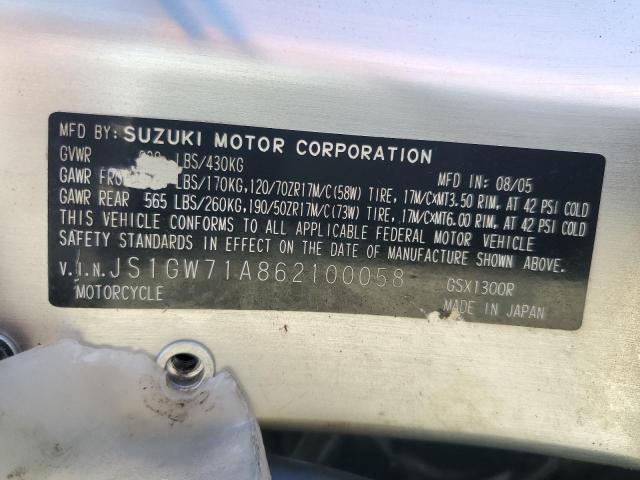 MFD BY: SUZUKI MOTOR CORPORATION
GVWR LBS/430KG MFD IN: 08/05
GAWR LBS/170KG, 120/70ZR17M/C(58W) TIRE, 17M/CXMT3.50 RIM, AT 42 PSI COLD
GAWR REAR 565 LBS/260KG, 190/50ZR17M/C(73W) TIRE, 17M/CXMT6.00 RIM, AT 42 PSI COLD
THIS VEHICLE CONFORMS TO ALL APPLICABLE FEDERAL MOTOR VEHICLE
SAFETY STANDARDS IN EFFECT ON THE DATE OF MANUFACTURE SHOWN ABOVE.
V.I.N. JS1GW71A862100058 GSX1300R
MOTORCYCLE MADE IN JAPAN